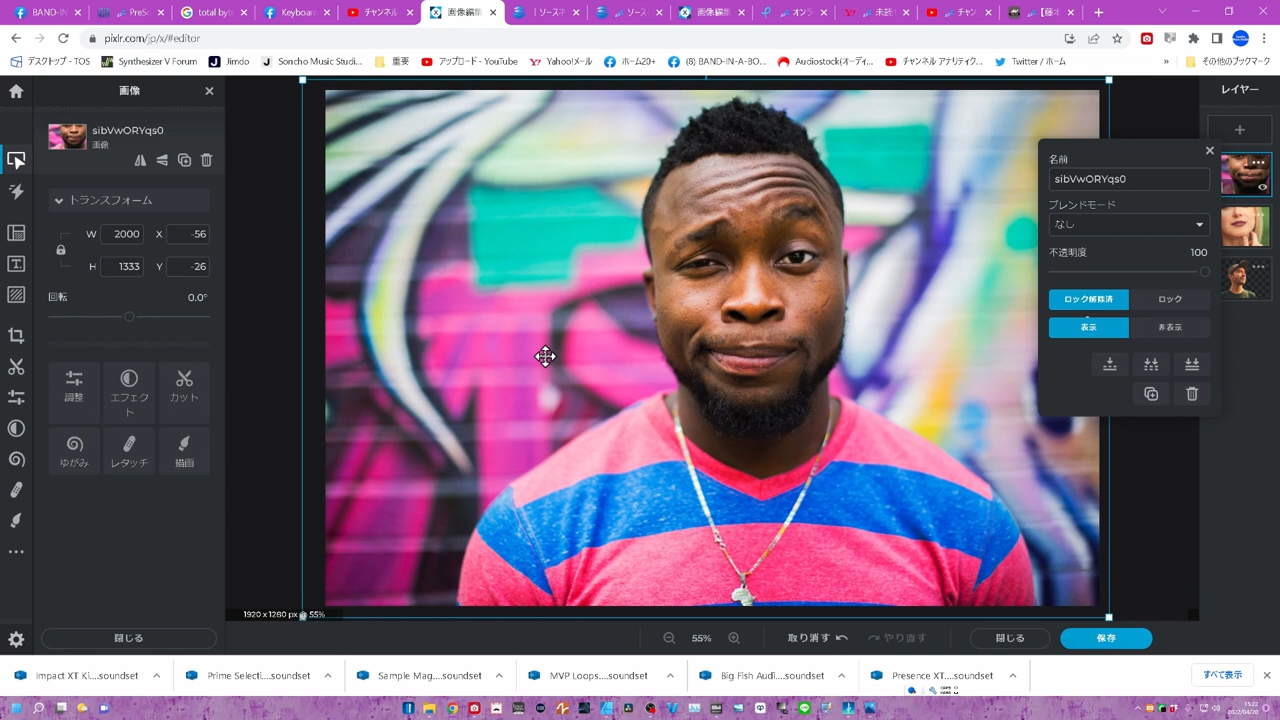 BAND-IN
PreSo
total byte
Keyboar
チャンネル
画像編集
ソースネ
ソース
画像編集
オンラ
未読
チャン
【藤本
pixlr.com/jp/x/#editor
デスクトップ - TOS
Synthesizer V Forum
Jimdo
Soncho Music Studi...
重要
アップロード - YouTube
Yahoo!メール
ホーム20+
(8) BAND-IN-A-BO...
Audiostock(オーディ...
チャンネル アナリティク...
Twitter / ホーム
»
その他のブックマーク
画像
レイヤー
sibVwORYqs0
画像
トランスフォーム
W 2000 X -56
H 1333 Y -26
回転 0.0°
調整
エフェクト
カット
ゆがみ
レタッチ
描画
名前
sibVwORYqs0
ブレンドモード
なし
不透明度 100
ロック解除済 ロック
表示 非表示
1920 x 1280 px @ 55%
閉じる
55%
取り消す
やり直す
閉じる
保存
Impact XT Ki....soundset
Prime Selecti....soundset
Sample Mag....soundset
MVP Loops....soundset
Big Fish Audi....soundset
Presence XT....soundset
すべて表示
15:22
2022/04/20